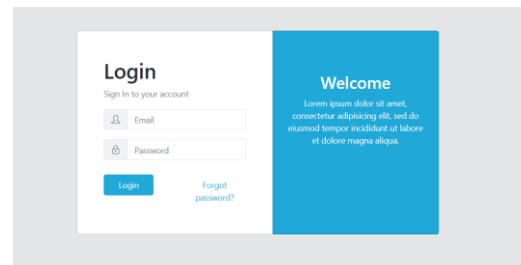 Login
Sign In to your account
Email
Password
Login
Forgot
password?
Welcome
Lorem ipsum dolor sit amet,
consectetur adipisicing elit, sed do
eiusmod tempor incididunt ut labore
et dolore magna aliqua.